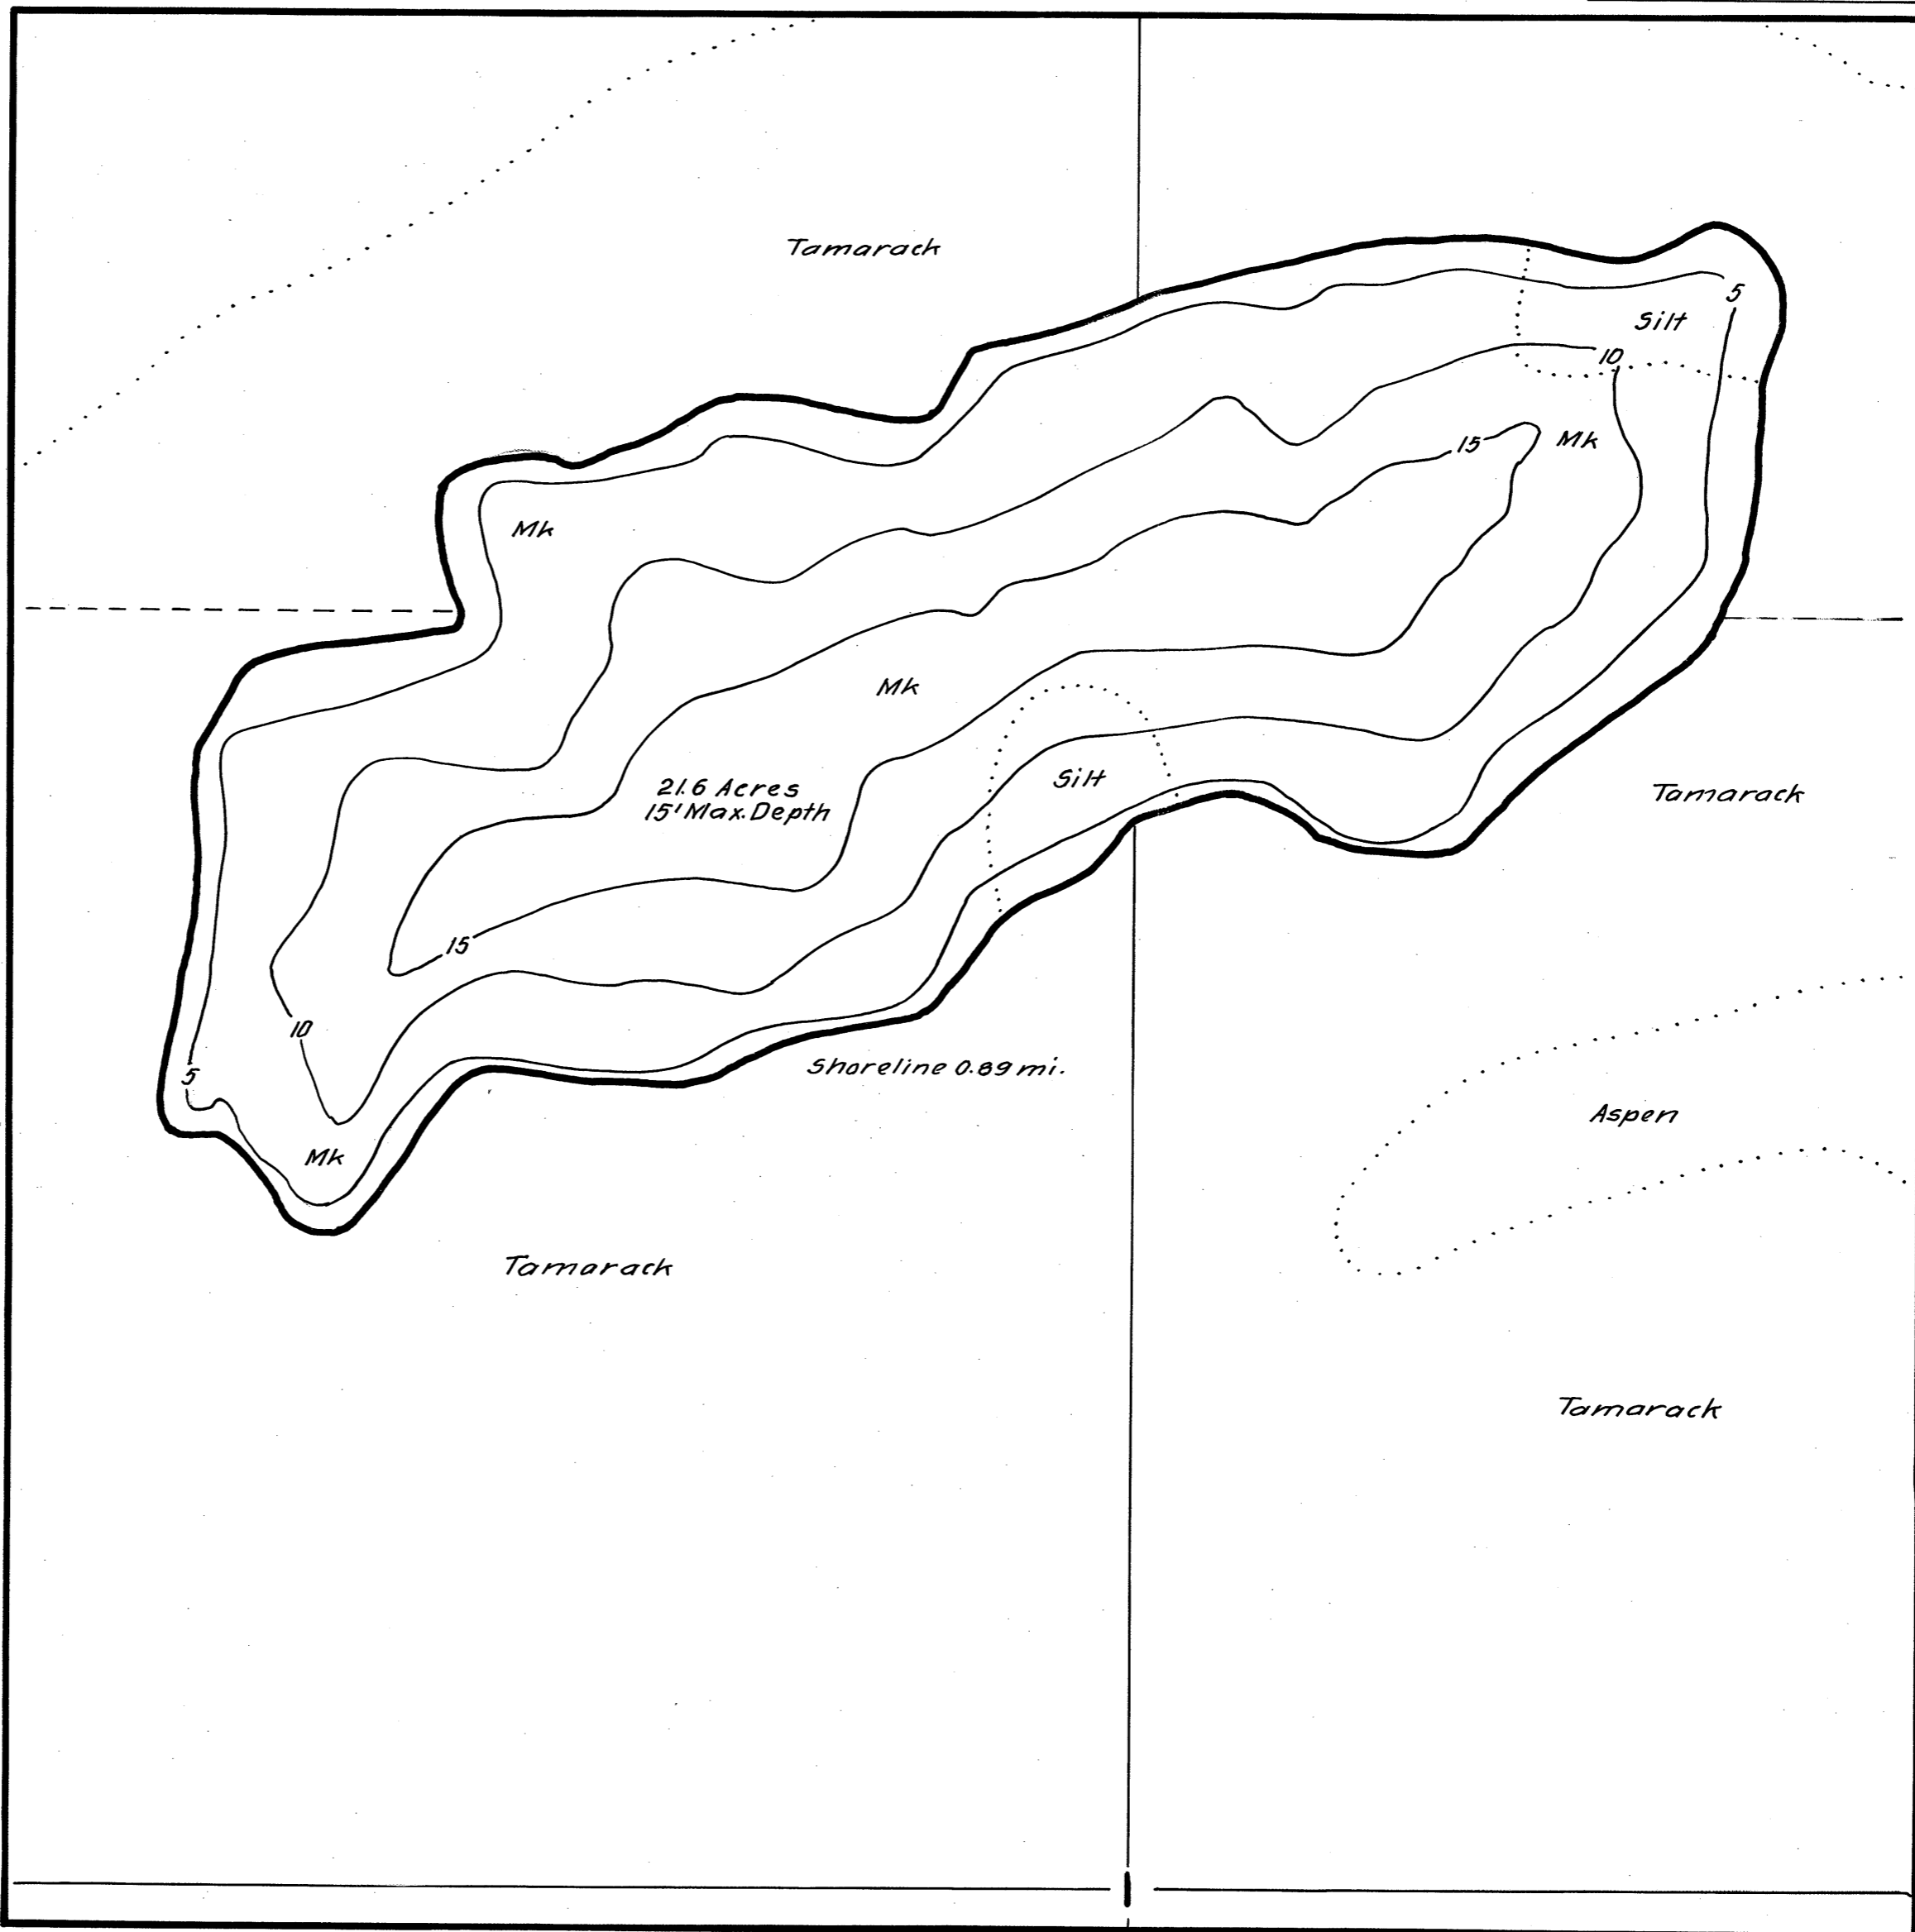 Tamarack
5
Silt
10
15
Mk
Mk
Mk
Silt
21.6 Acres
15' Max. Depth
Tamarack
15
10
Shoreline 0.89 mi.
5
Aspen
Mk
Tamarack
Tamarack